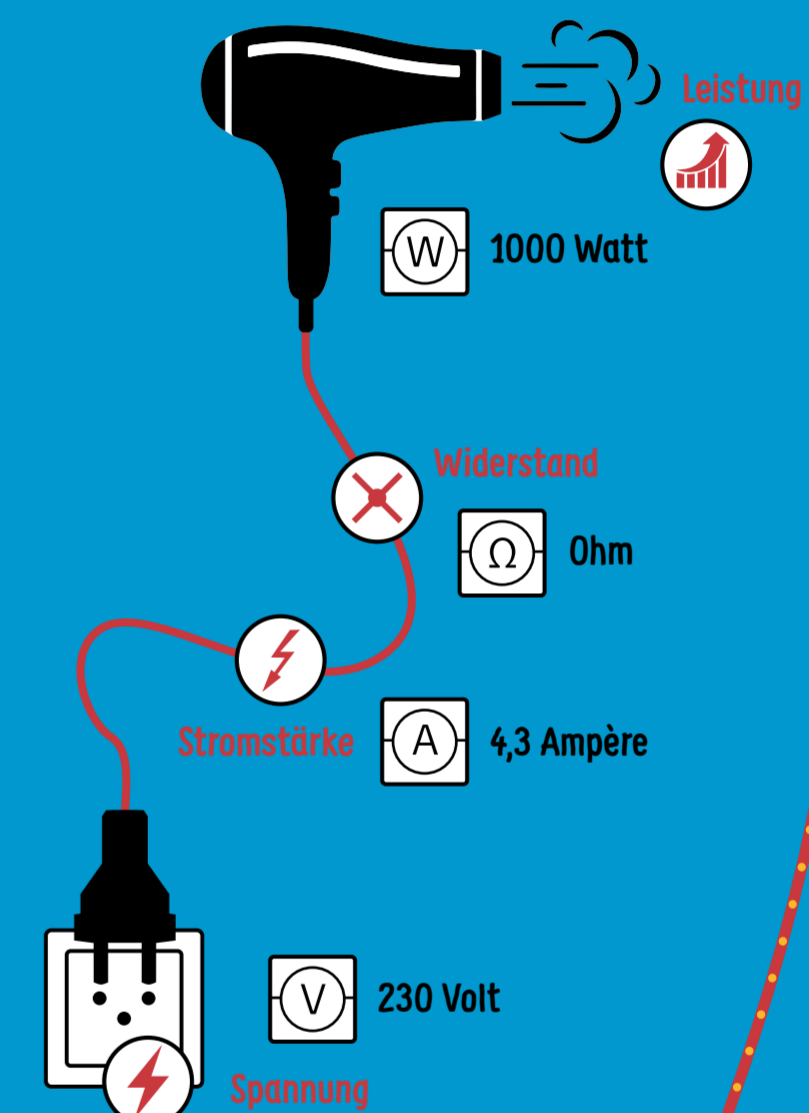 Leistung
W 1000 Watt
Widerstand
Ω Ohm
Stromstärke
A 4,3 Ampère
V 230 Volt
Spannung